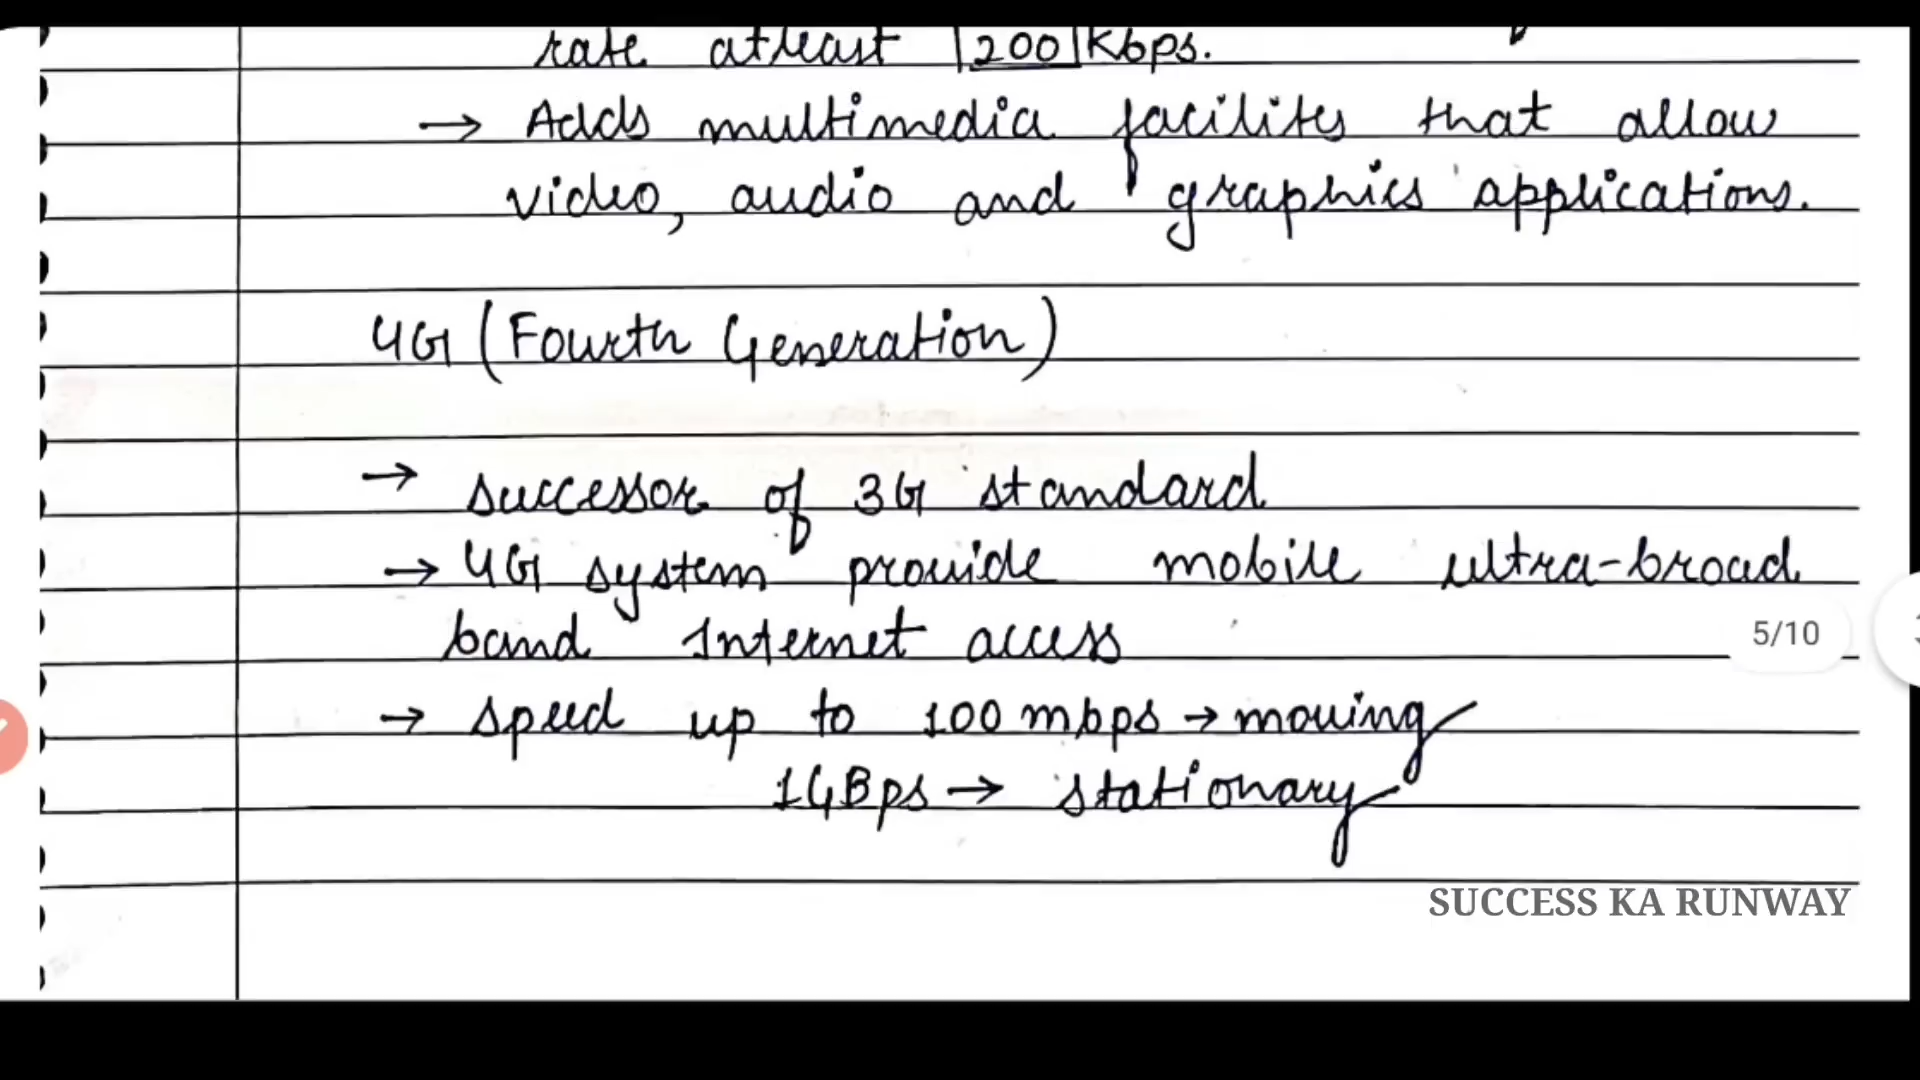 rate atleast 200 Kbps.
→ Adds multimedia facility that allow
video, audio and graphics applications.
4G (Fourth Generation)
→ successor of 3G standard
→ 4G system provide mobile ultra-broad
band Internet access
5/10
→ speed up to 100 mbps → moving
1GBps → stationary
SUCCESS KA RUNWAY